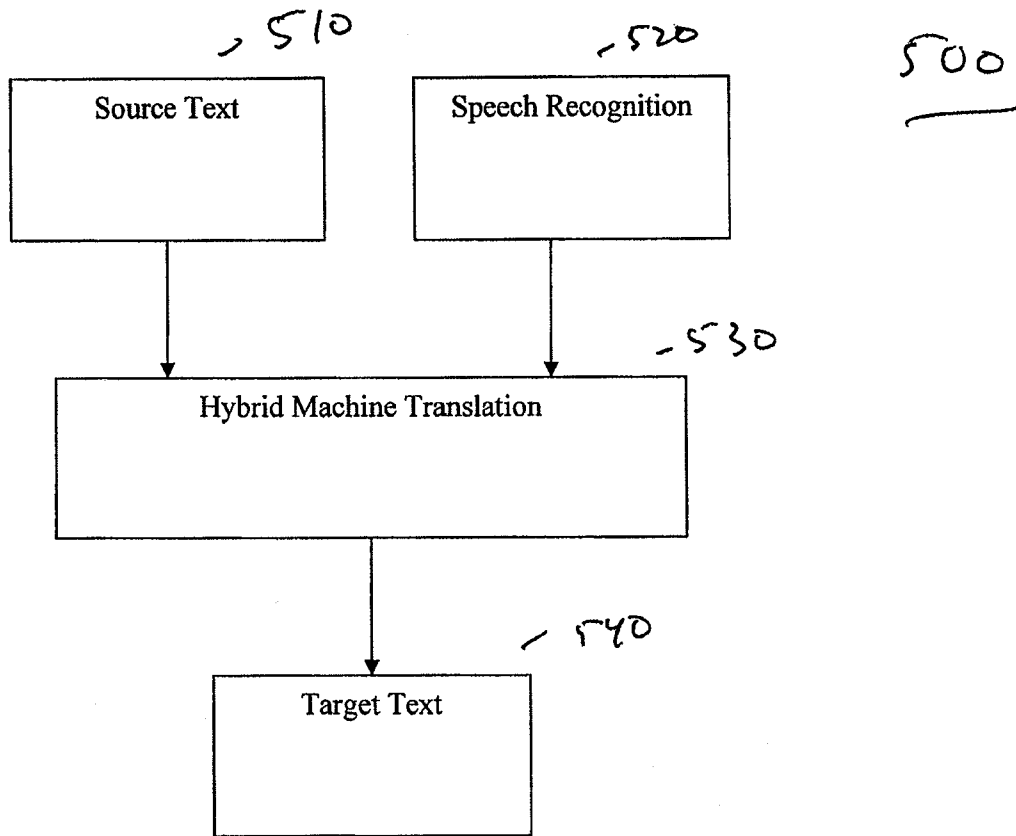 510
520
500
Source Text
Speech Recognition
530
Hybrid Machine Translation
540
Target Text